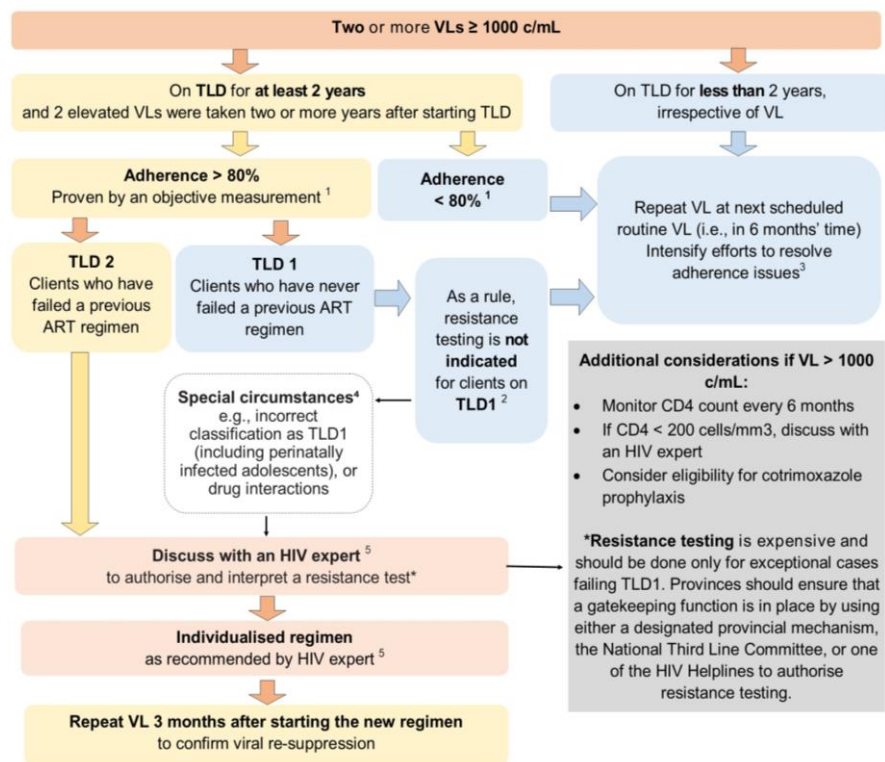 Two or more VLs ≥ 1000 c/mL
On TLD for at least 2 years
and 2 elevated VLs were taken two or more years after starting TLD
On TLD for less than 2 years,
irrespective of VL
Adherence > 80%
Proven by an objective measurement 1
Adherence
< 80% 1
Repeat VL at next scheduled
routine VL (i.e., in 6 months’ time)
Intensify efforts to resolve
adherence issues3
TLD 2
Clients who have
failed a previous
ART regimen
TLD 1
Clients who have never
failed a previous ART
regimen
As a rule,
resistance
testing is not
indicated
for clients on
TLD1 2
Special circumstances4
e.g., incorrect
classification as TLD1
(including perinatally
infected adolescents), or
drug interactions
Discuss with an HIV expert 5
to authorise and interpret a resistance test*
Individualised regimen
as recommended by HIV expert 5
Repeat VL 3 months after starting the new regimen
to confirm viral re-suppression
Additional considerations if VL > 1000
c/mL:
• Monitor CD4 count every 6 months
• If CD4 < 200 cells/mm3, discuss with
an HIV expert
• Consider eligibility for cotrimoxazole
prophylaxis
*Resistance testing is expensive and
should be done only for exceptional cases
failing TLD1. Provinces should ensure that
a gatekeeping function is in place by using
either a designated provincial mechanism,
the National Third Line Committee, or one
of the HIV Helplines to authorise
resistance testing.